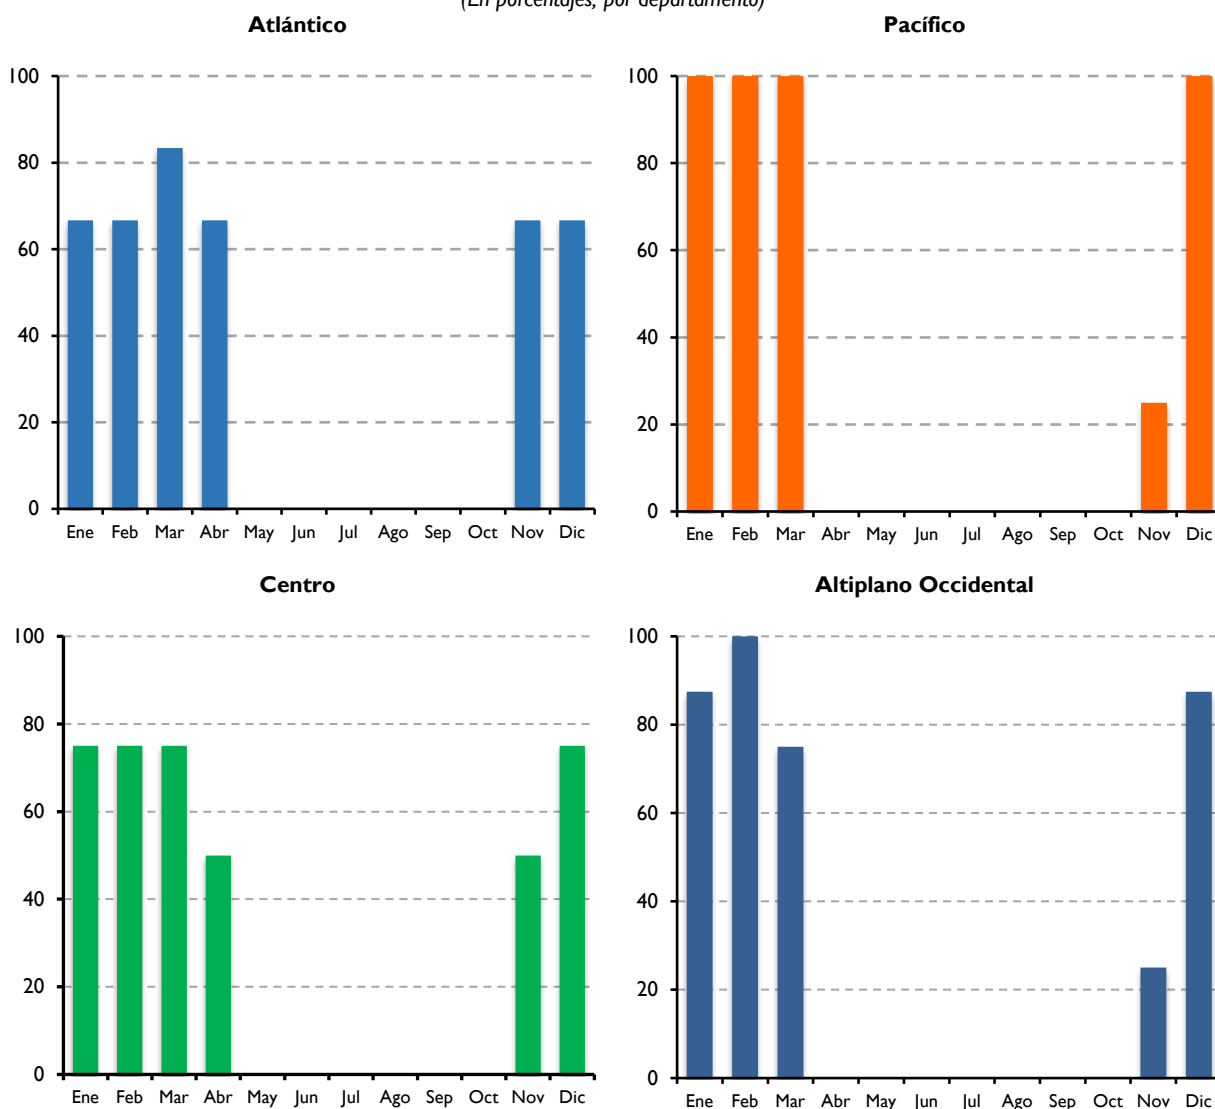 (En porcentajes, por departamento)
Atlántico
100
80
60
40
20
0
Ene Feb Mar Abr May Jun Jul Ago Sep Oct Nov Dic
Pacífico
100
80
60
40
20
0
Ene Feb Mar Abr May Jun Jul Ago Sep Oct Nov Dic
Centro
100
80
60
40
20
0
Ene Feb Mar Abr May Jun Jul Ago Sep Oct Nov Dic
Altiplano Occidental
100
80
60
40
20
0
Ene Feb Mar Abr May Jun Jul Ago Sep Oct Nov Dic